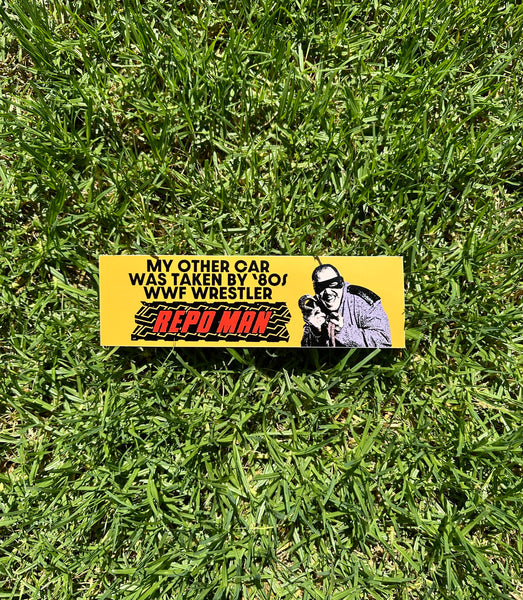 MY OTHER CAR
WAS TAKEN BY '80s
WWF WRESTLER
REPO MAN